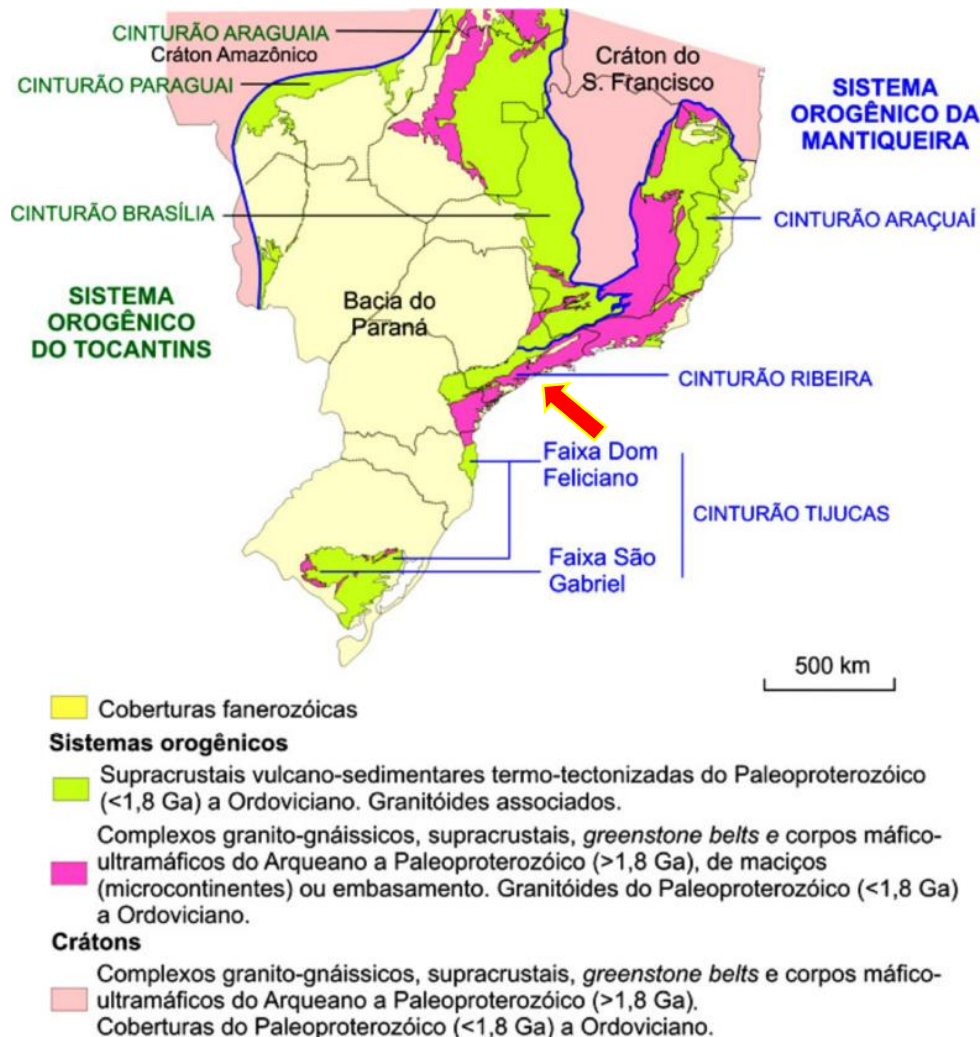 CINTURÃO ARAGUAIA
Cráton Amazônico
CINTURÃO PARAGUAI
Cráton do
S. Francisco
SISTEMA
OROGÊNICO DA
MANTIQUEIRA
CINTURÃO BRASÍLIA
CINTURÃO ARAÇUAÍ
SISTEMA
OROGÊNICO
DO TOCANTINS
Bacia do
Paraná
CINTURÃO RIBEIRA
Faixa Dom
Feliciano
CINTURÃO TIJUCAS
Faixa São
Gabriel
500 km
Coberturas fanerozóicas
Sistemas orogênicos
Supracrustais vulcano-sedimentares termo-tectonizadas do Paleoproterozóico
(<1,8 Ga) a Ordoviciano. Granitóides associados.
Complexos granito-gnáissicos, supracrustais, greenstone belts e corpos máfico-
ultramáficos do Arqueano a Paleoproterozóico (>1,8 Ga), de maciços
(microcontinentes) ou embasamento. Granitóides do Paleoproterozóico (<1,8 Ga)
a Ordoviciano.
Crátons
Complexos granito-gnáissicos, supracrustais, greenstone belts e corpos máfico-
ultramáficos do Arqueano a Paleoproterozóico (>1,8 Ga).
Coberturas do Paleoproterozóico (<1,8 Ga) a Ordoviciano.